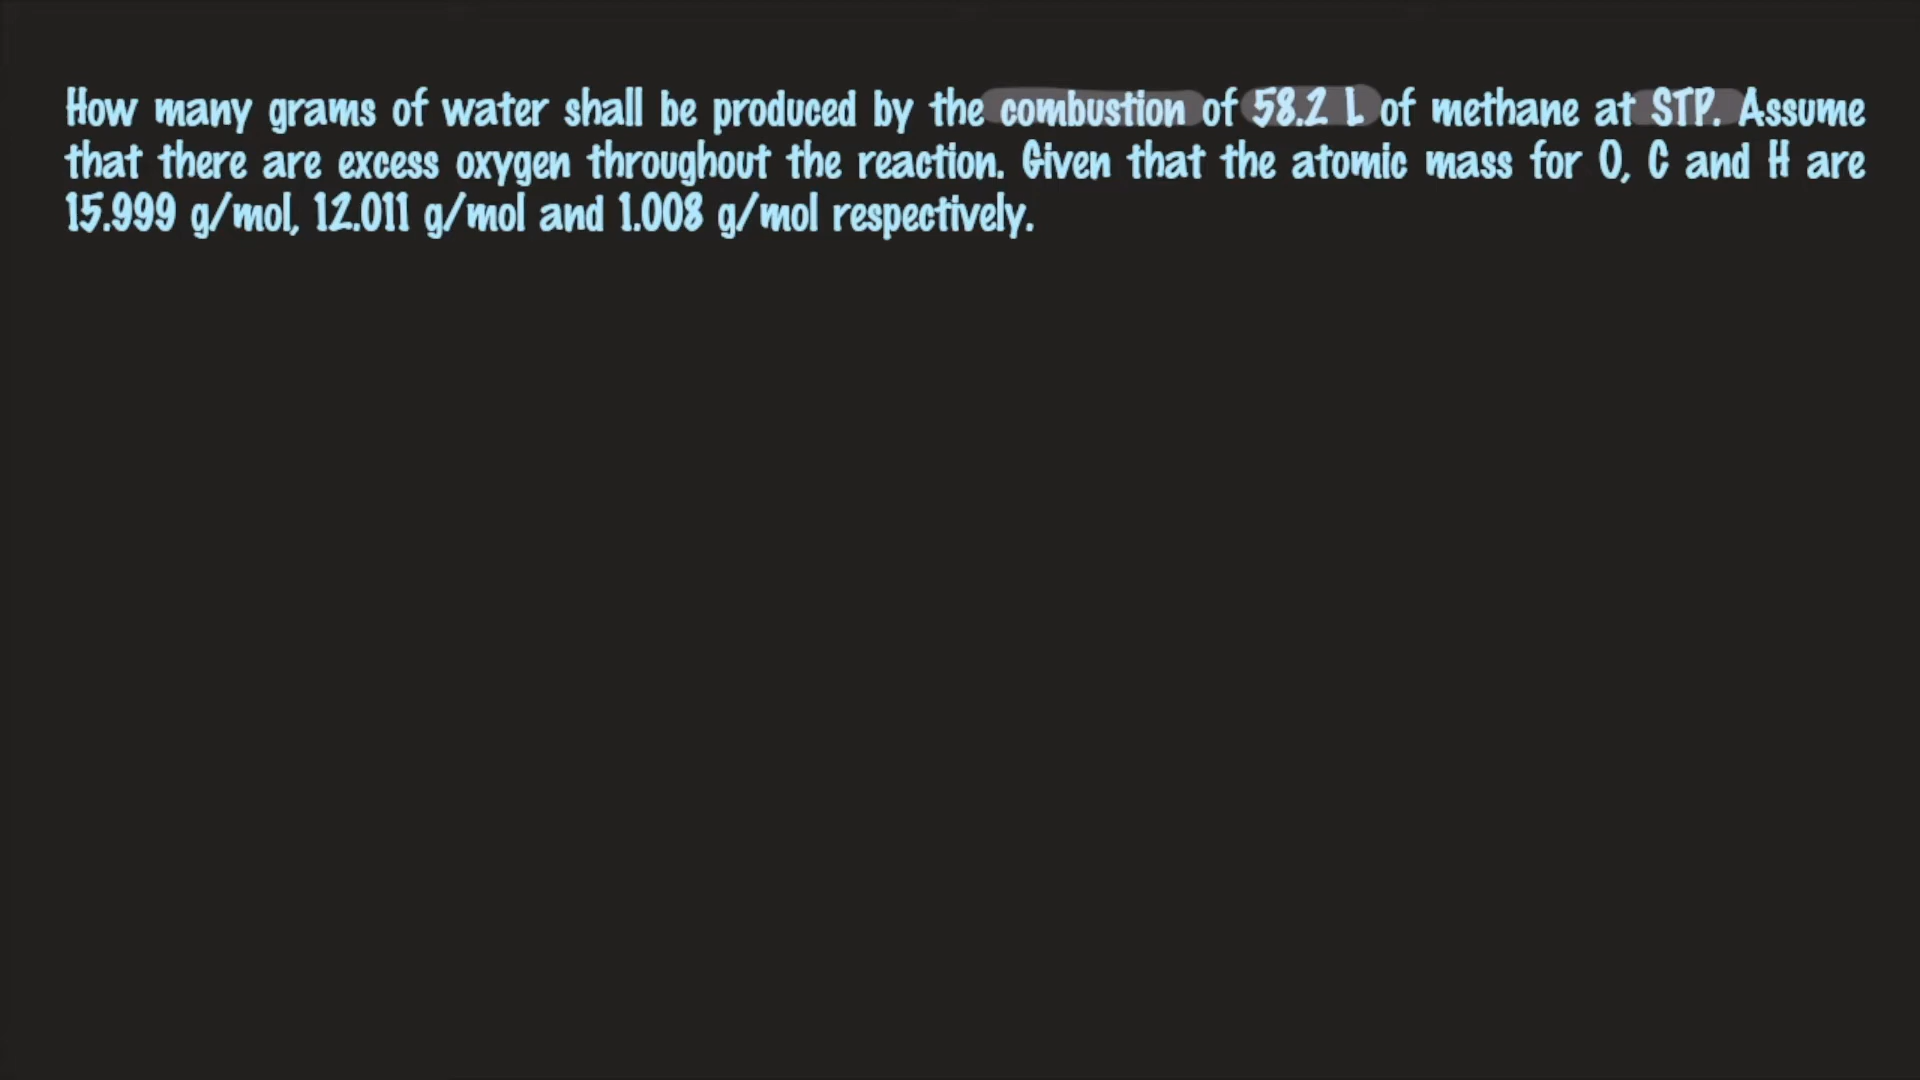 How many grams of water shall be produced by the combustion of 58.2 L of methane at STP. Assume
that there are excess oxygen throughout the reaction. Given that the atomic mass for O, C and H are
15.999 g/mol, 12.011 g/mol and 1.008 g/mol respectively.